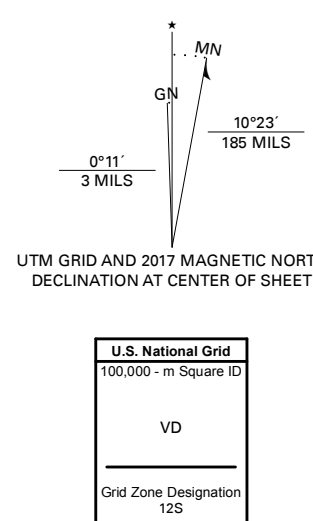 ★
MN
GN
10°23´
185 MILS
0°11´
3 MILS
UTM GRID AND 2017 MAGNETIC NORT
DECLINATION AT CENTER OF SHEET
U.S. National Grid
100,000 - m Square ID
VD
Grid Zone Designation
12S